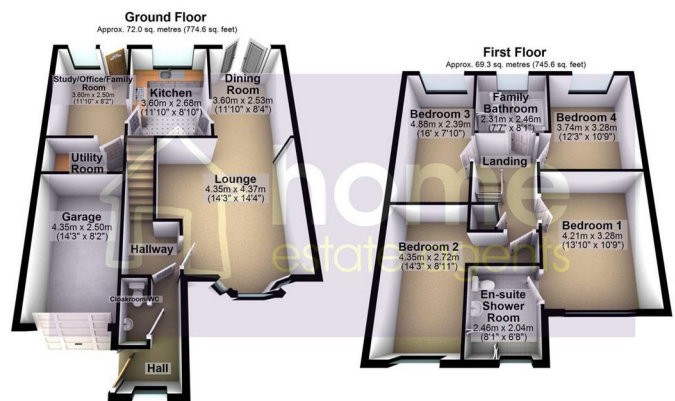 Ground Floor
Approx. 72.0 sq. metres (774.6 sq. feet)
Study/Office/Family
Room
3.60m x 2.50m
(11'10" x 8'2")
Kitchen
3.60m x 2.68m
(11'10" x 8'10")
Dining
Room
3.60m x 2.53m
(11'10" x 8'4")
Utility
Room
Lounge
4.35m x 4.37m
(14'3" x 14'4")
Garage
4.35m x 2.50m
(14'3" x 8'2")
Hallway
Cloakroom/WC
Hall
First Floor
Approx. 69.3 sq. metres (745.6 sq. feet)
Bedroom 3
4.88m x 2.39m
(16' x 7'10")
Family
Bathroom
2.31m x 2.46m
(7'7" x 8'1")
Bedroom 4
3.74m x 3.28m
(12'3" x 10'9")
Landing
Bedroom 2
4.35m x 2.72m
(14'3" x 8'11")
Bedroom 1
4.21m x 3.28m
(13'10" x 10'9")
En-suite
Shower
Room
2.46m x 2.04m
(8'1" x 6'8")
home
estate agents